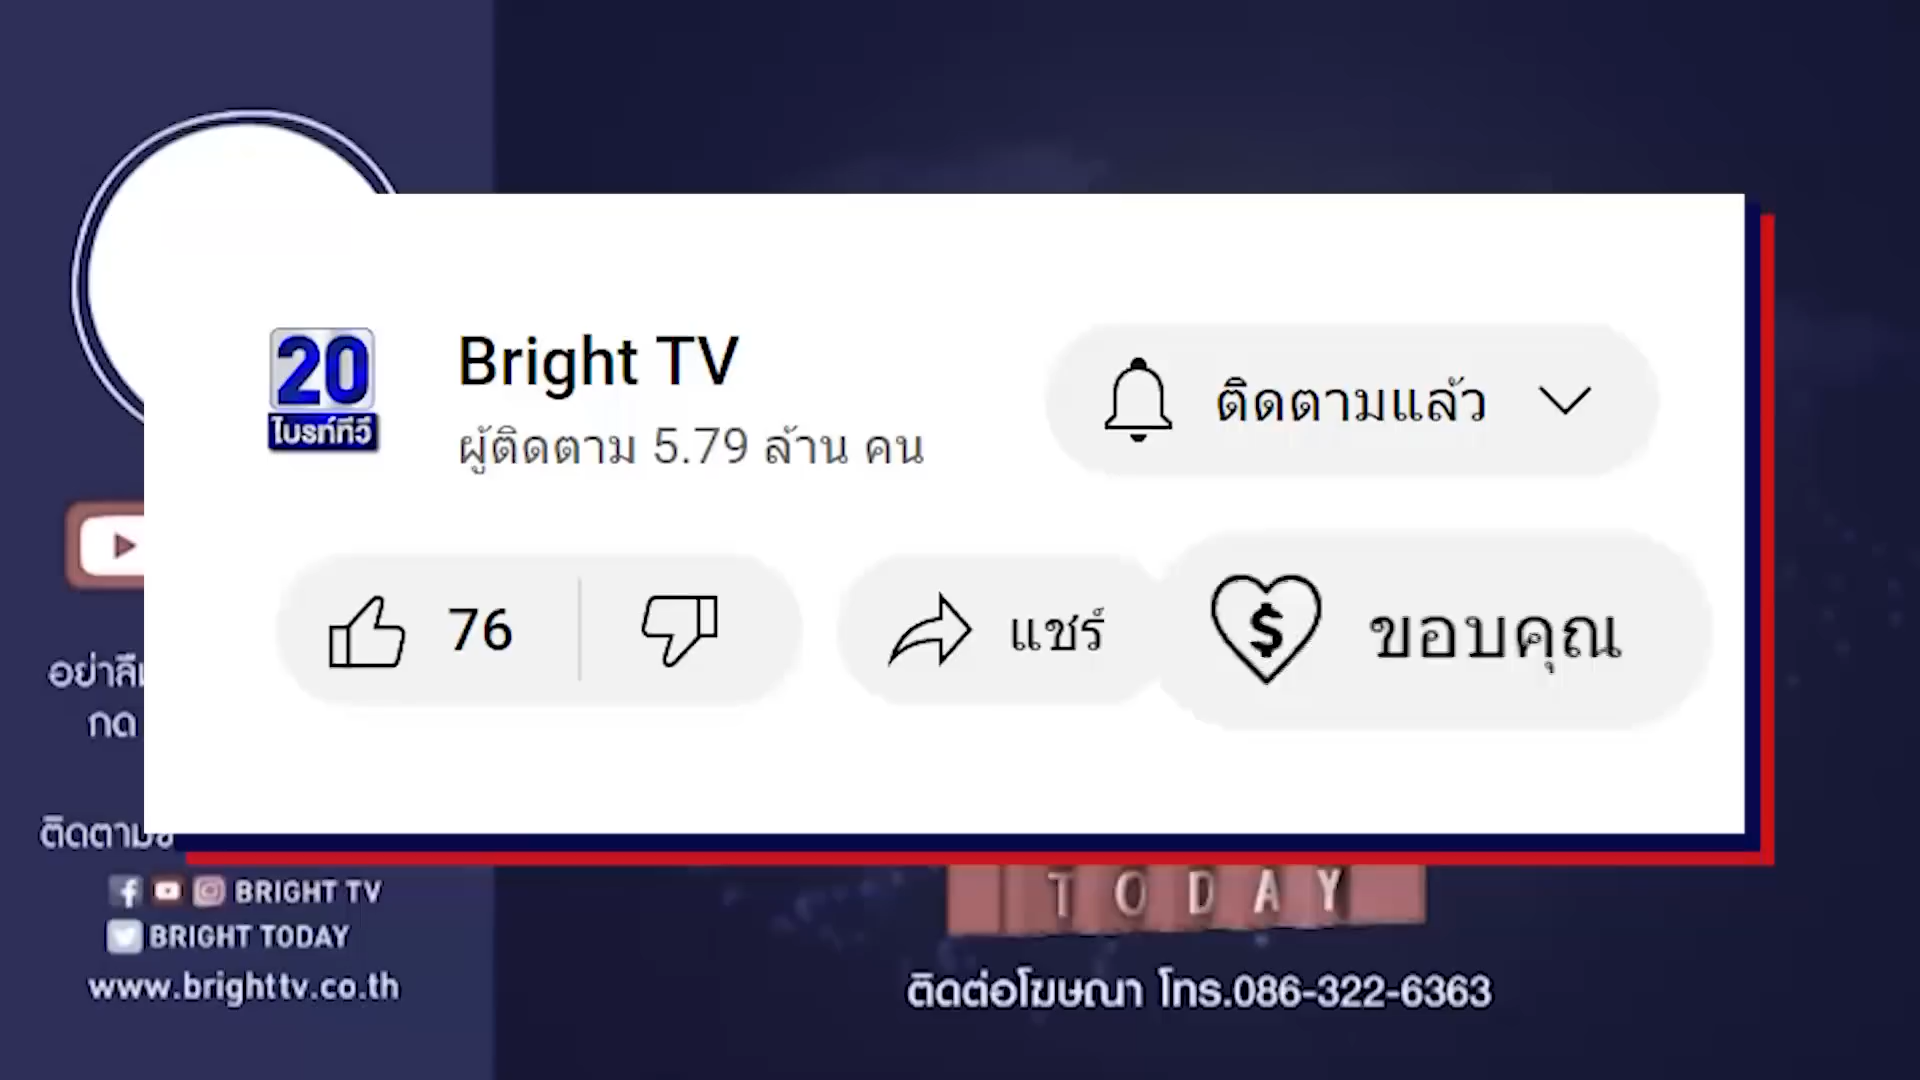 20
ไบรท์ทีวี
Bright TV
ผู้ติดตาม 5.79 ล้าน คน
ติดตามแล้ว
76
แชร์
ขอบคุณ
กด
BRIGHT TV
BRIGHT TODAY
www.brighttv.co.th
TODAY
ติดต่อโฆษณา โทร.086-322-6363